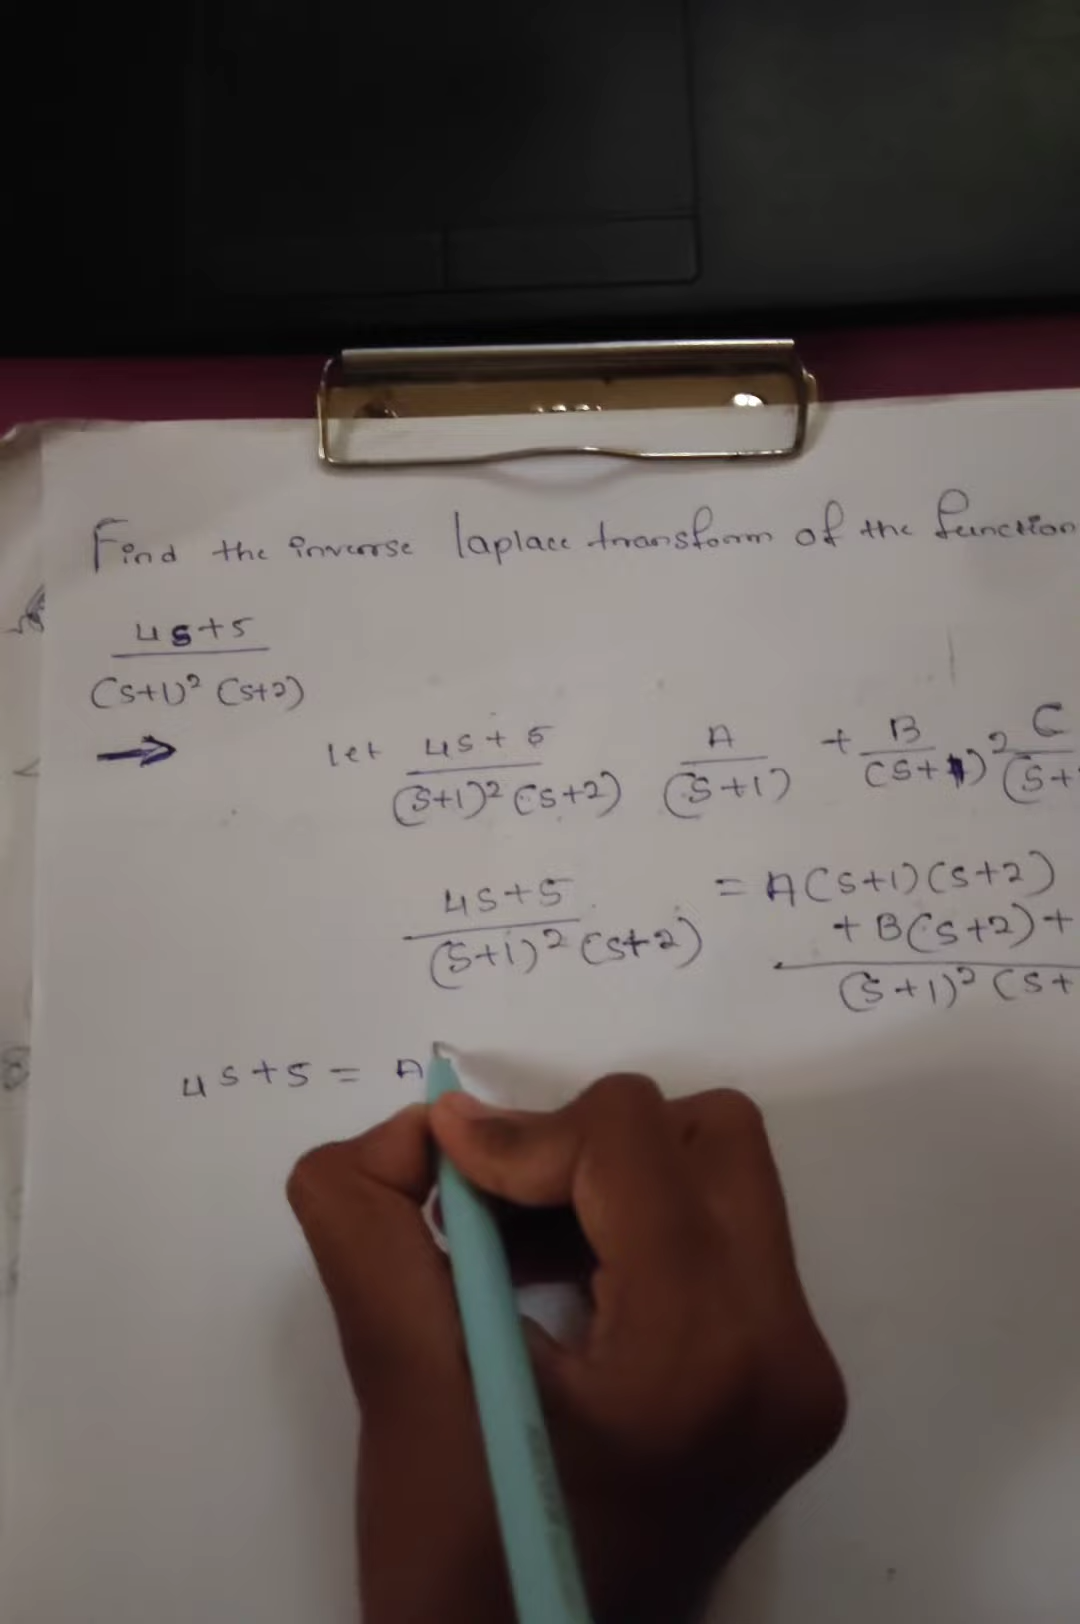 Find the inverse laplace transform of the function
4s+5
(s+1)² (s+2)
→ let 4s+5 A + B C
(s+1)² (s+2) (s+1) (s+1)² (s+
4s+5 = A(s+1)(s+2)
+ B(s+2) +
(s+1)² (s+2) (s+1)² (s+
4s+5 = A